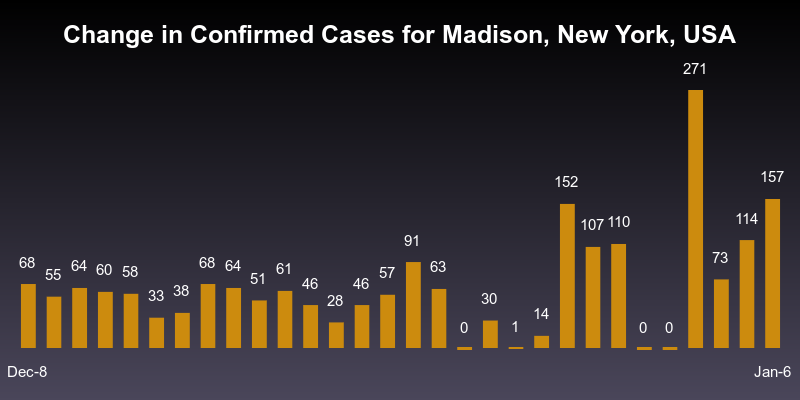 Change in Confirmed Cases for Madison, New York, USA
68 55 64 60 58 33 38 68 64 51 61 46 28 46 57 91 63 0 30 1 14 152 107 110 0 0 271 73 114 157
Dec-8 Jan-6